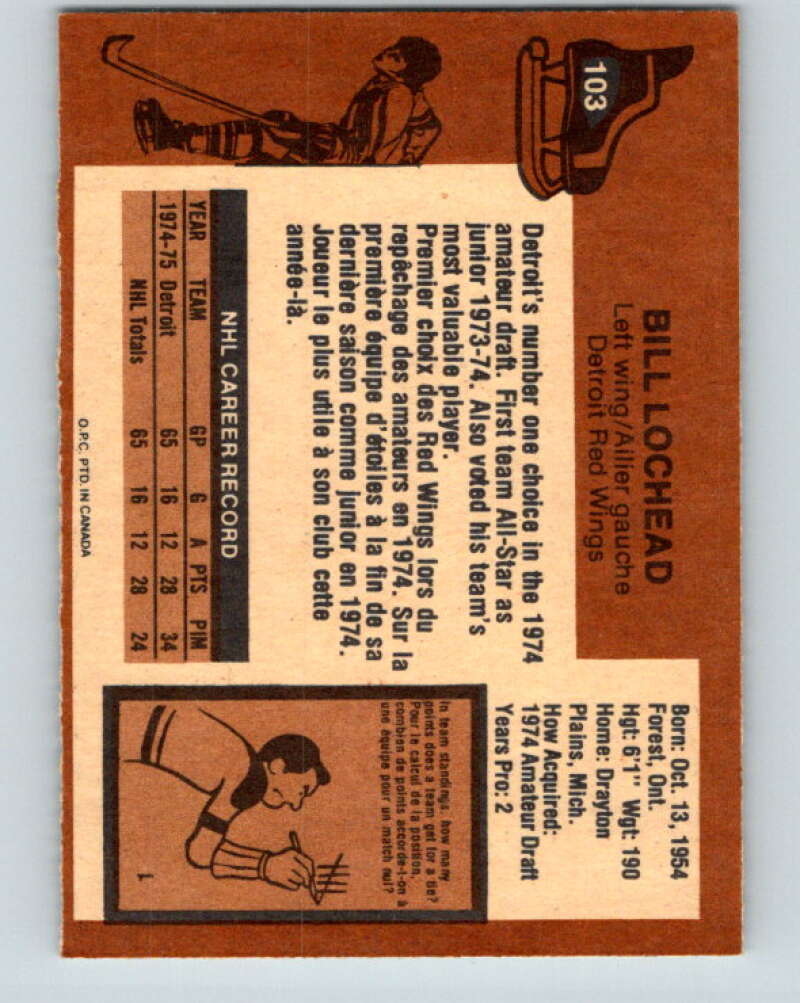 103
BILL LOCHEAD
Left wing/Ailier gauche
Detroit Red Wings
Born: Oct. 13, 1954
Forest, Ont.
Hgt: 6'1" Wgt: 190
Home: Drayton
Plains, Mich.
How Acquired:
1974 Amateur Draft
Years Pro: 2
Detroit's number one choice in the 1974
amateur draft. First team All-Star as
junior 1973-74. Also voted his team's
most valuable player.
Premier choix des Red Wings lors du
repêchage des amateurs en 1974. Sur la
première équipe d'étoiles à la fin de sa
dernière saison comme junior en 1974.
Joueur le plus utile à son club cette
année-là.
NHL CAREER RECORD
YEAR TEAM GP G A PTS PIM
1974-75 Detroit 65 16 12 28 34
NHL Totals 65 16 12 28 24
In team standings, how many
points does a team get for a tie?
Pour le calcul de la position,
combien de points accorde-t-on à
une équipe pour un match nul?
1
O.P.C. PTD. IN CANADA